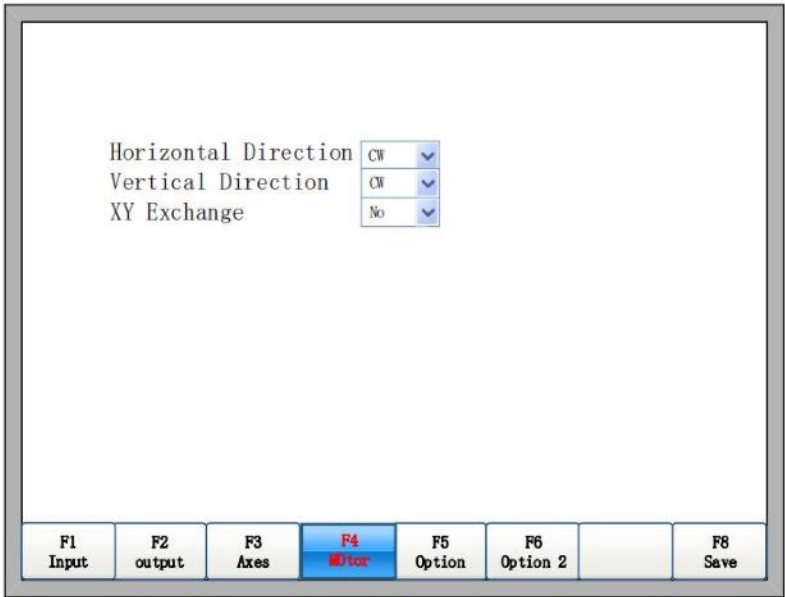 Horizontal Direction CW
Vertical Direction CW
XY Exchange No
F1 F2 F3 F4 F5 F6 F8
Input output Axes MOtor Option Option 2 Save